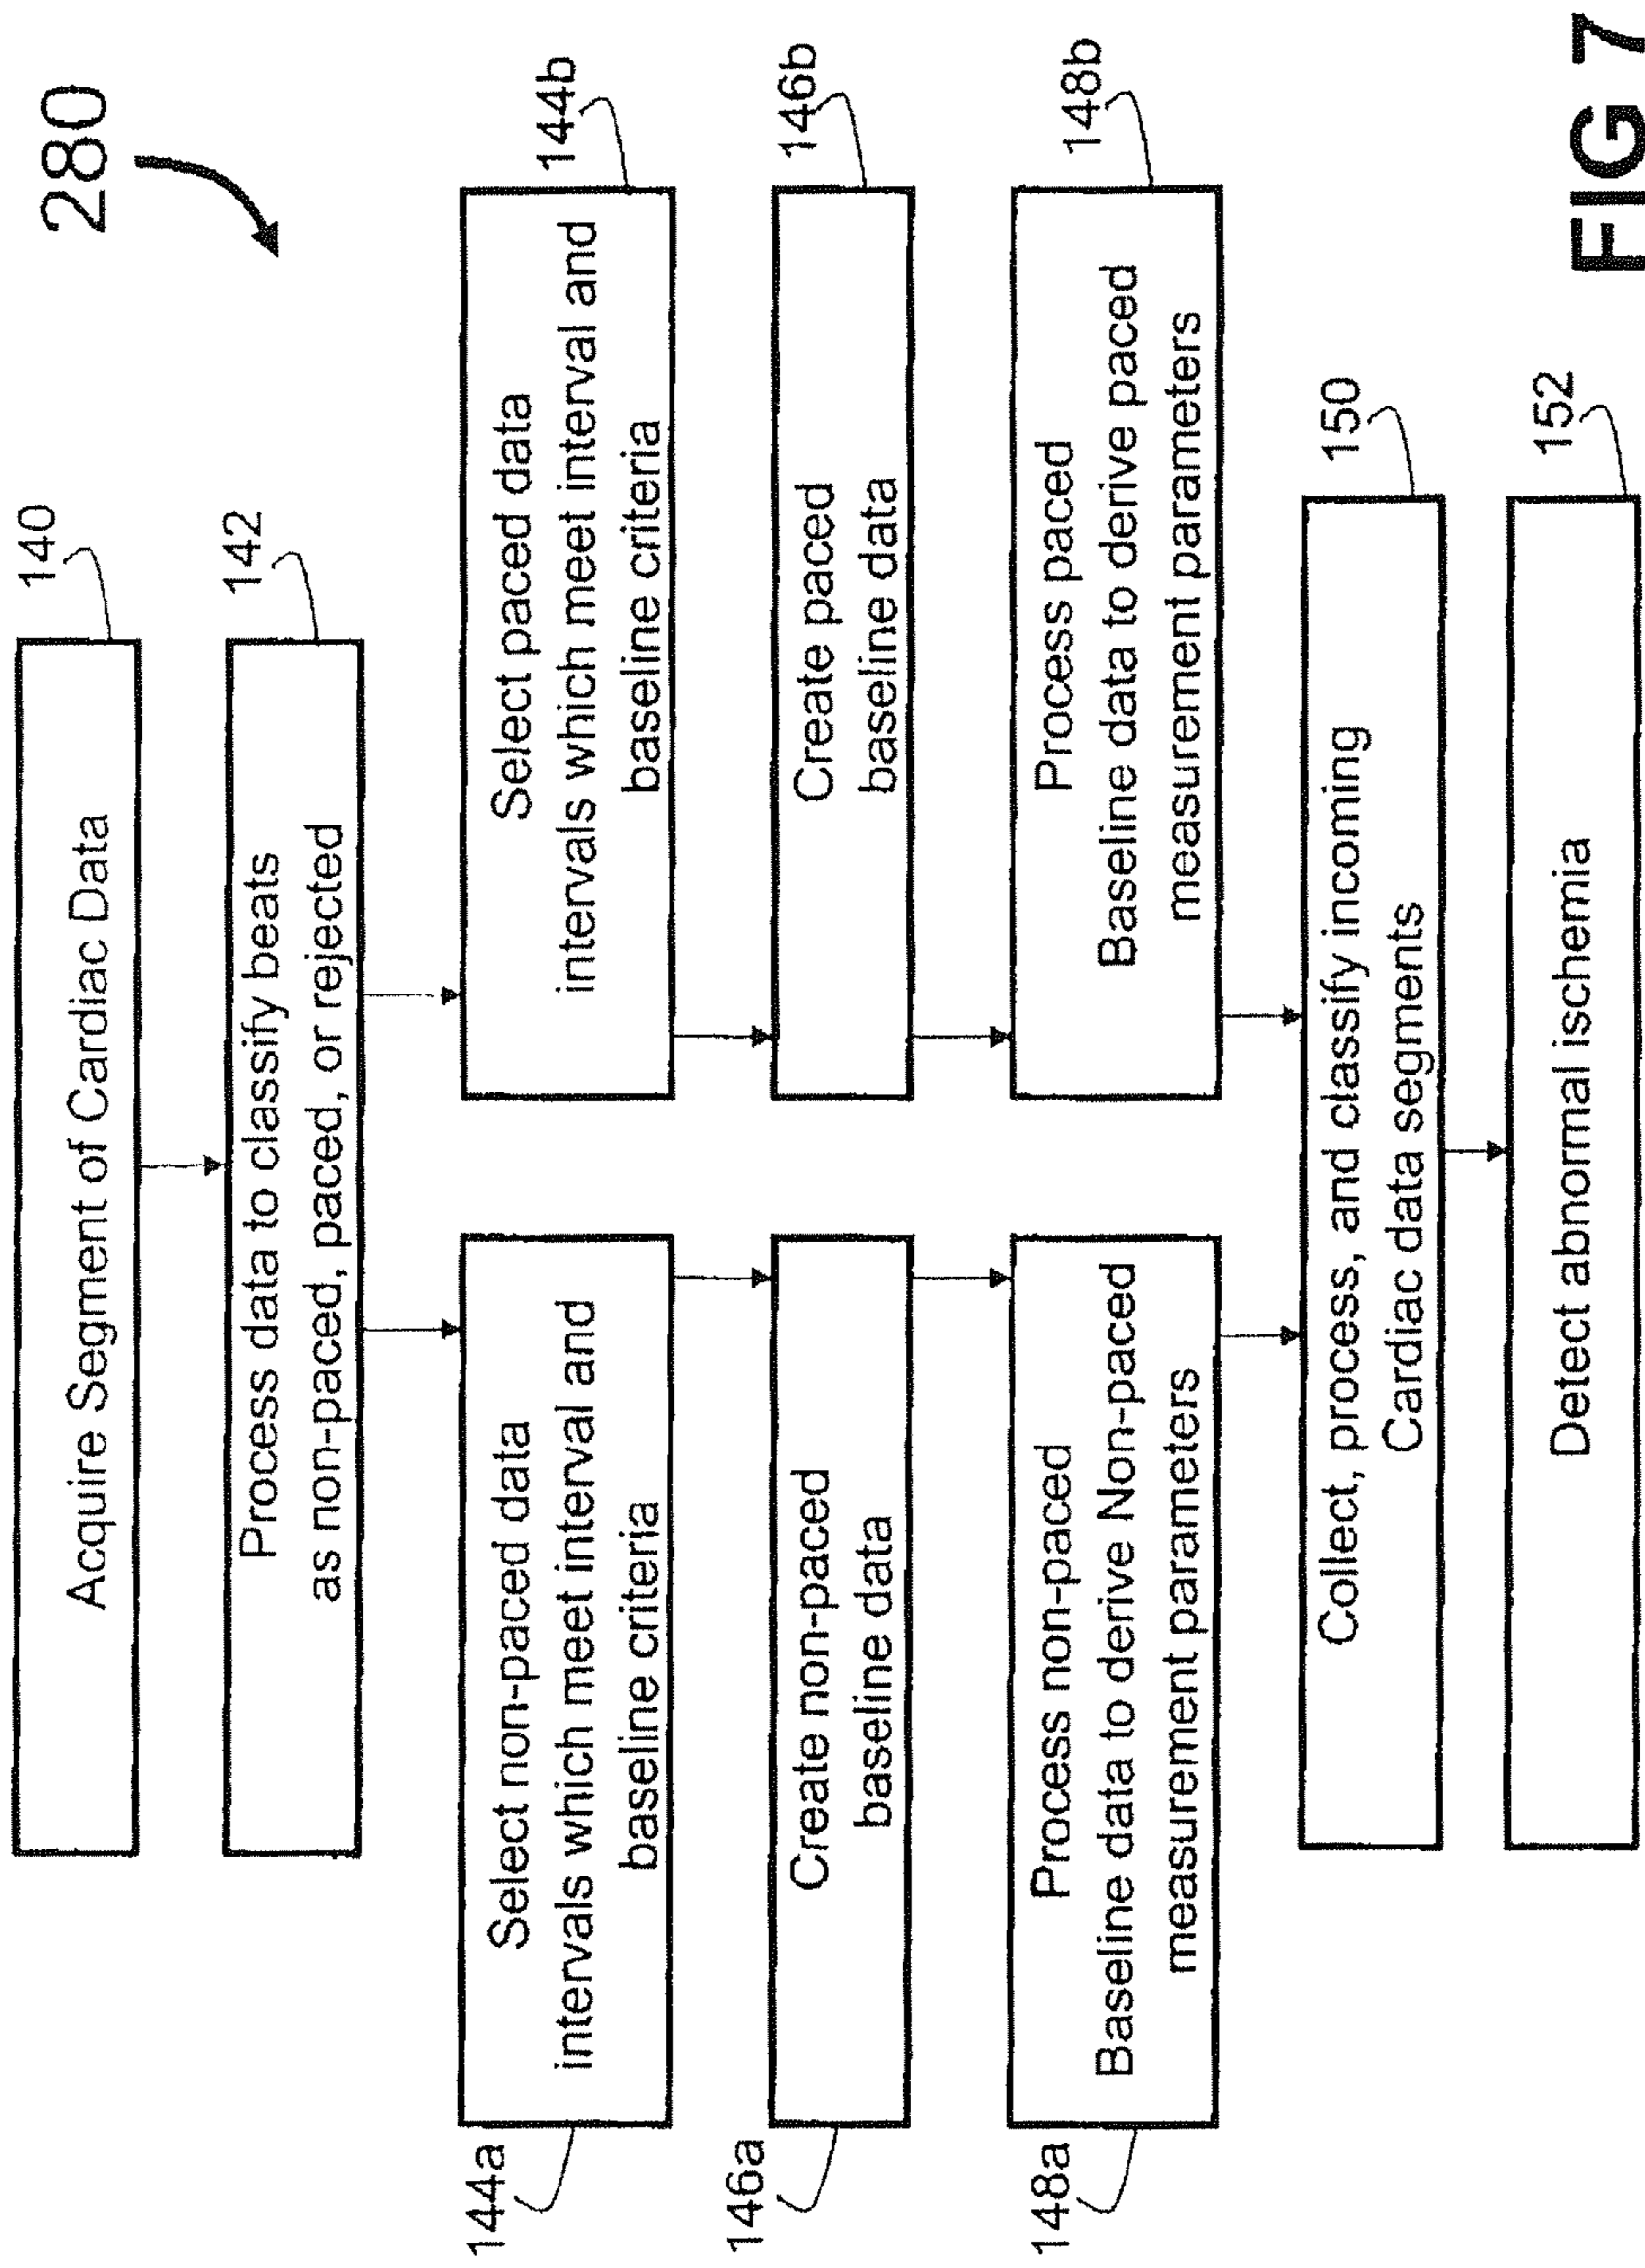 280
140
Acquire Segment of Cardiac Data
142
Process data to classify beats
as non-paced, paced, or rejected
144a
Select non-paced data
intervals which meet interval and
baseline criteria
144b
Select paced data
intervals which meet interval and
baseline criteria
146a
Create non-paced
baseline data
146b
Create paced
baseline data
148a
Process non-paced
Baseline data to derive Non-paced
measurement parameters
148b
Process paced
Baseline data to derive paced
measurement parameters
150
Collect, process, and classify incoming
Cardiac data segments
152
Detect abnormal ischemia
FIG 7